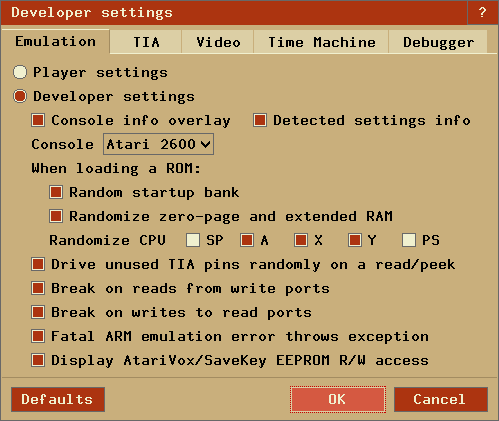 Developer settings ?
Emulation TIA Video Time Machine Debugger
Player settings
Developer settings
Console info overlay Detected settings info
Console Atari 2600
When loading a ROM:
Random startup bank
Randomize zero-page and extended RAM
Randomize CPU SP A X Y PS
Drive unused TIA pins randomly on a read/peek
Break on reads from write ports
Break on writes to read ports
Fatal ARM emulation error throws exception
Display AtariVox/SaveKey EEPROM R/W access
Defaults OK Cancel